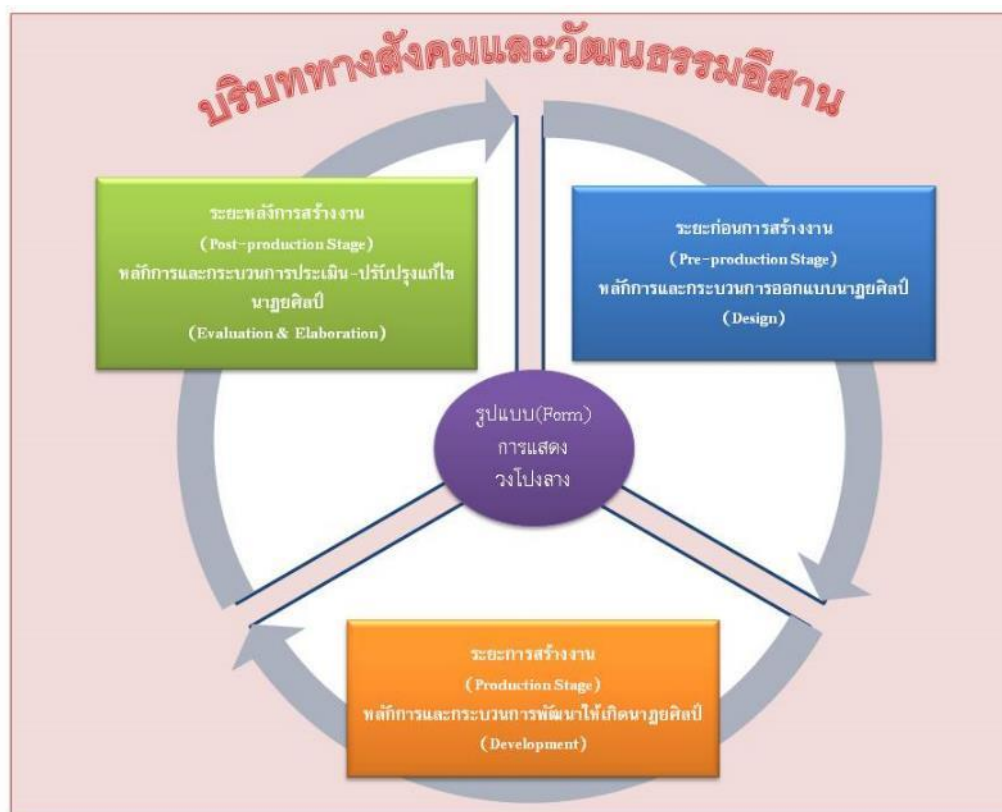 บริบททางสังคมและวัฒนธรรมอีสาน
ระยะหลังการสร้างงาน
(Post-production Stage)
หลักการและกระบวนการประเมิน-ปรับปรุงแก้ไข
นาฏยศิลป์
(Evaluation & Elaboration)
ระยะก่อนการสร้างงาน
(Pre-production Stage)
หลักการและกระบวนการออกแบบนาฏยศิลป์
(Design)
รูปแบบ(Form)
การแสดง
วงโปงลาง
ระยะการสร้างงาน
(Production Stage)
หลักการและกระบวนการพัฒนาให้เกิดนาฏยศิลป์
(Development)